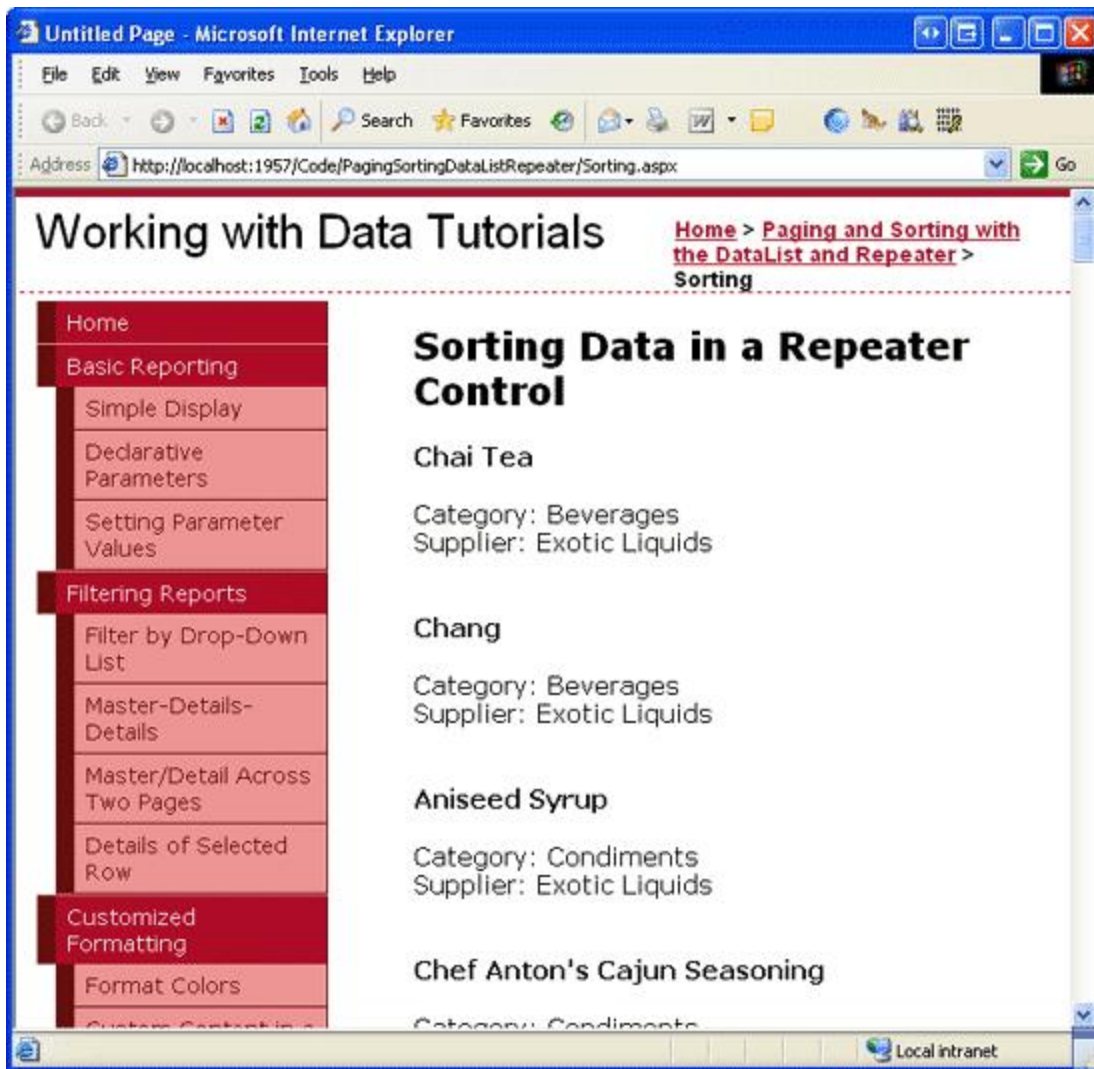 Untitled Page - Microsoft Internet Explorer
File Edit View Favorites Tools Help
Back Search Favorites
Address http://localhost:1957/Code/PagingSortingDataListRepeater/Sorting.aspx Go
Working with Data Tutorials
Home > Paging and Sorting with
the DataList and Repeater >
Sorting
Home
Basic Reporting
Simple Display
Declarative
Parameters
Setting Parameter
Values
Filtering Reports
Filter by Drop-Down
List
Master-Details-
Details
Master/Detail Across
Two Pages
Details of Selected
Row
Customized
Formatting
Format Colors
Custom Content in a
Sorting Data in a Repeater
Control
Chai Tea
Category: Beverages
Supplier: Exotic Liquids
Chang
Category: Beverages
Supplier: Exotic Liquids
Aniseed Syrup
Category: Condiments
Supplier: Exotic Liquids
Chef Anton's Cajun Seasoning
Category: Condiments
Local intranet